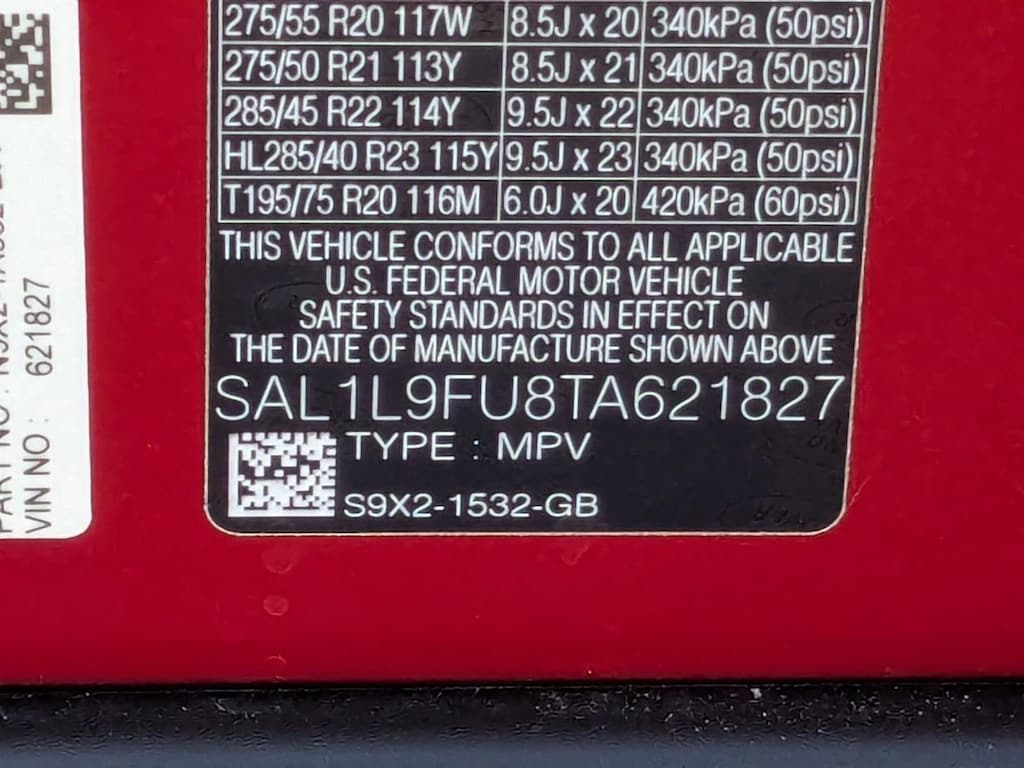 275/55 R20 117W 8.5J x 20 340kPa (50psi)
275/50 R21 113Y 8.5J x 21 340kPa (50psi)
285/45 R22 114Y 9.5J x 22 340kPa (50psi)
HL285/40 R23 115Y 9.5J x 23 340kPa (50psi)
T195/75 R20 116M 6.0J x 20 420kPa (60psi)
THIS VEHICLE CONFORMS TO ALL APPLICABLE
U.S. FEDERAL MOTOR VEHICLE
SAFETY STANDARDS IN EFFECT ON
THE DATE OF MANUFACTURE SHOWN ABOVE
SAL1L9FU8TA621827
TYPE : MPV
S9X2-1532-GB
PART NO :
VIN NO : 621827